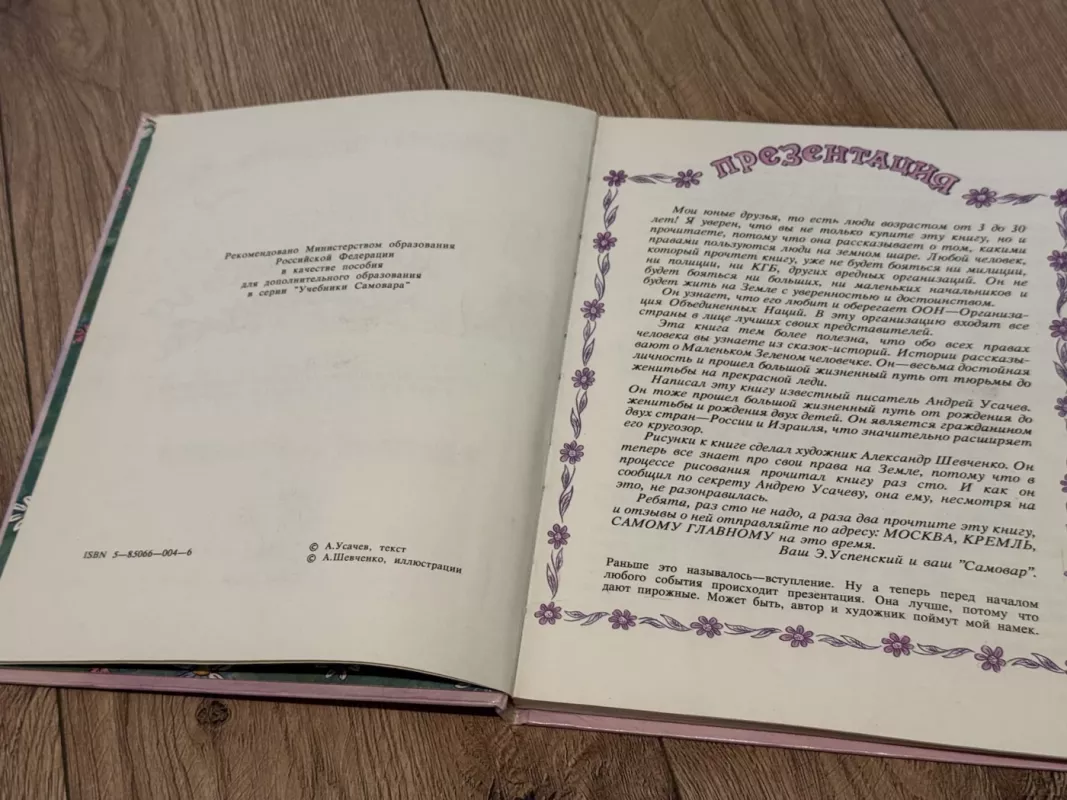 Рекомендовано Министерством образования
Российской Федерации
в качестве пособия
для дополнительного образования
в серии "Учебники Самовара"
ISBN 5—85066—004—6
© А.Усачев, текст
© А.Шевченко, иллюстрации
ПРЕЗЕНТАЦИЯ
Мои юные друзья, то есть люди возрастом от 3 до 30
лет! Я уверен, что вы не только купите эту книгу, но и
прочитаете, потому что она рассказывает о том, какими
правами пользуются люди на земном шаре. Любой человек,
который прочтет книгу, уже не будет бояться ни милиции,
ни полиции, ни КГБ, других вредных организаций. Он не
будет бояться ни больших, ни маленьких начальников и
будет жить на Земле с уверенностью и достоинством.
Он узнает, что его любит и оберегает ООН—Организа-
ция Объединенных Наций. В эту организацию входят все
страны в лице лучших своих представителей.
Эта книга тем более полезна, что обо всех правах
человека вы узнаете из сказок-историй. Истории рассказы-
вают о Маленьком Зеленом человечке. Он—весьма достойная
личность и прошел большой жизненный путь от тюрьмы до
женитьбы на прекрасной леди.
Написал эту книгу известный писатель Андрей Усачев.
Он тоже прошел большой жизненный путь от рождения до
женитьбы и рождения двух детей. Он является гражданином
двух стран—России и Израиля, что значительно расширяет
его кругозор.
Рисунки к книге сделал художник Александр Шевченко. Он
теперь все знает про свои права на Земле, потому что в
процессе рисования прочитал книгу раз сто. И как он
сообщил по секрету Андрею Усачеву, она ему, несмотря на
это, не разонравилась.
Ребята, раз сто не надо, а раза два прочтите эту книгу,
и отзывы о ней отправляйте по адресу: МОСКВА, КРЕМЛЬ,
САМОМУ ГЛАВНОМУ на это время.
Ваш Э.Успенский и ваш "Самовар".
Раньше это называлось—вступление. Ну а теперь перед началом
любого события происходит презентация. Она лучше, потому что
дают пирожные. Может быть, автор и художник поймут мой намек.